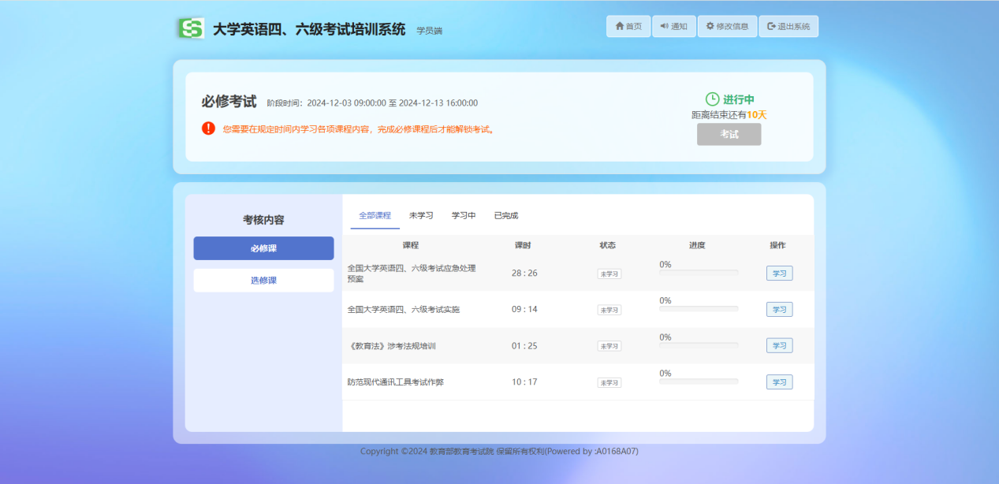 大学英语四、六级考试培训系统 学员端
首页 通知 修改信息 退出系统
必修考试 阶段时间：2024-12-03 09:00:00 至 2024-12-13 16:00:00
您需要在规定时间内学习各项课程内容，完成必修课程后才能解锁考试。
进行中
距离结束还有10天
考试
考核内容
必修课
选修课
全部课程 未学习 学习中 已完成
课程 课时 状态 进度 操作
全国大学英语四、六级考试应急处理
预案 28 : 26 未学习 0% 学习
全国大学英语四、六级考试实施 09 : 14 未学习 0% 学习
《教育法》涉考法规培训 01 : 25 未学习 0% 学习
防范现代通讯工具考试作弊 10 : 17 未学习 0% 学习
Copyright ©2024 教育部教育考试院 保留所有权利(Powered by :A0168A07)